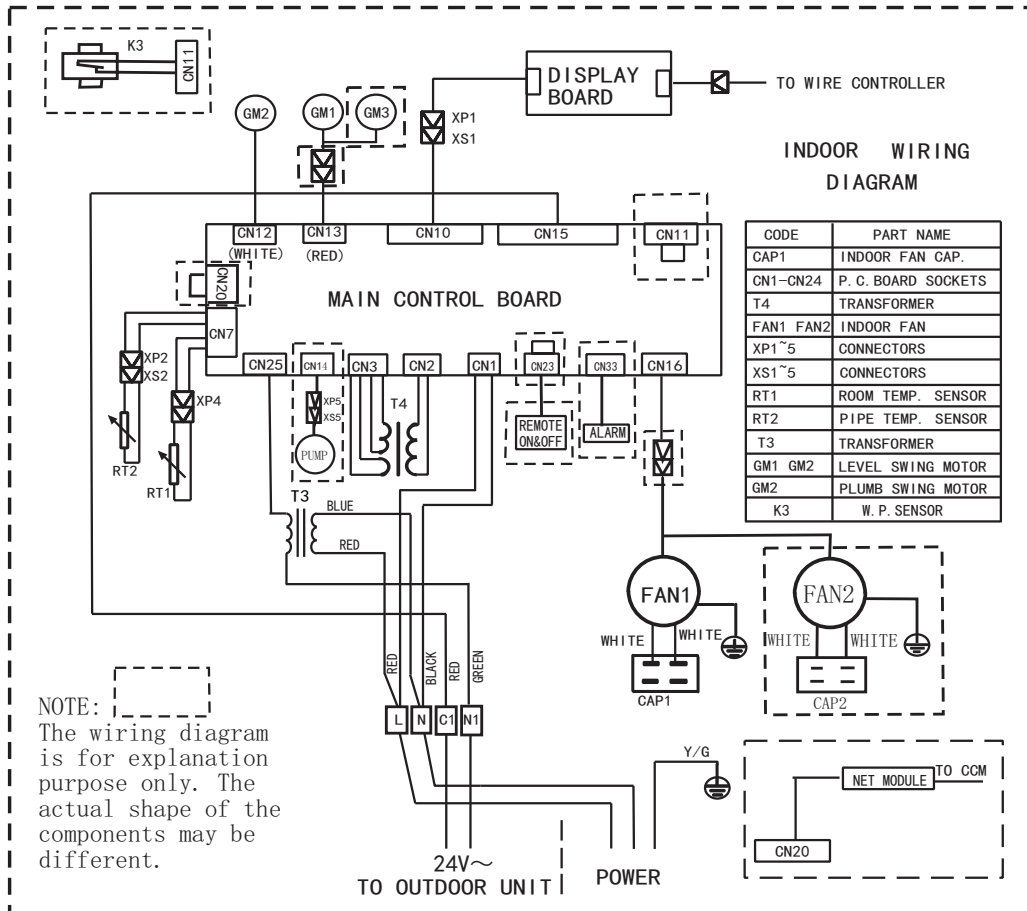 K3
CN11
GM2
GM1
GM3
XP1
XS1
DISPLAY
BOARD
TO WIRE CONTROLLER
INDOOR WIRING
DIAGRAM
CN12
(WHITE)
CN13
(RED)
CN10
CN15
CN11
CN20
CN7
MAIN CONTROL BOARD
CODE PART NAME
CAP1 INDOOR FAN CAP.
CN1-CN24 P.C.BOARD SOCKETS
T4 TRANSFORMER
FAN1 FAN2 INDOOR FAN
XP1~5 CONNECTORS
XS1~5 CONNECTORS
RT1 ROOM TEMP. SENSOR
RT2 PIPE TEMP. SENSOR
T3 TRANSFORMER
GM1 GM2 LEVEL SWING MOTOR
GM2 PLUMB SWING MOTOR
K3 W.P.SENSOR
XP2
XS2
XP4
RT2
RT1
CN25
CN14
CN3
CN2
CN1
CN23
CN33
CN16
XP5
XS5
PUMP
T4
REMOTE
ON&OFF
ALARM
T3
BLUE
RED
FAN1
FAN2
WHITE
WHITE
WHITE
WHITE
CAP1
CAP2
RED
BLACK
RED
GREEN
L
N
C1
N1
NOTE:
The wiring diagram
is for explanation
purpose only. The
actual shape of the
components may be
different.
Y/G
NET MODULE
TO CCM
CN20
24V~
TO OUTDOOR UNIT
POWER